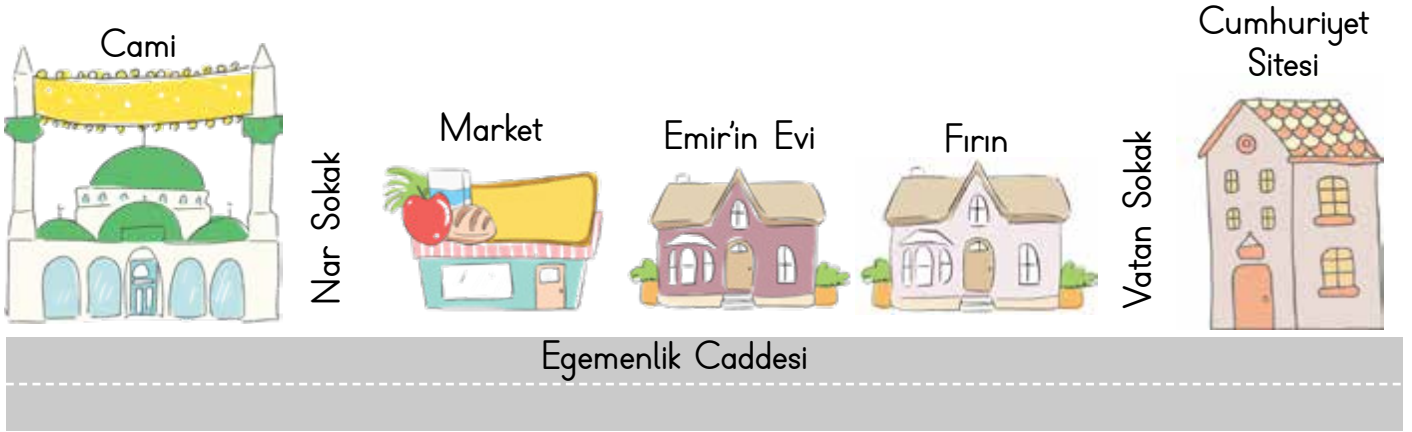 Cami
Nar Sokak
Market
Emir'in Evi
Fırın
Vatan Sokak
Cumhuriyet
Sitesi
Egemenlik Caddesi